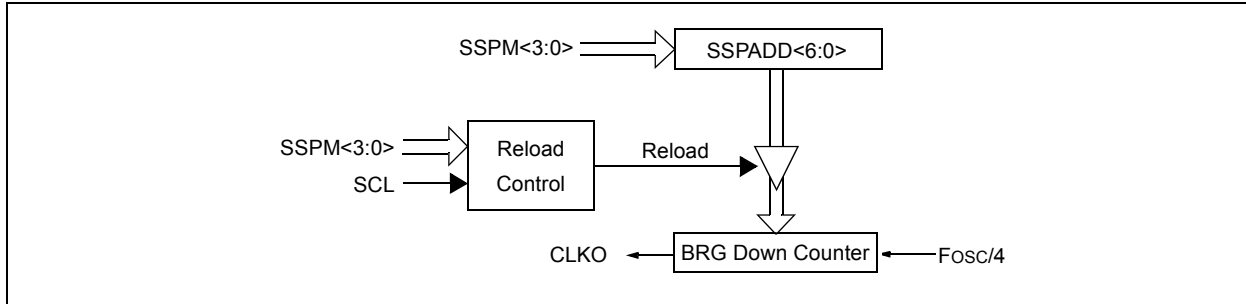 SSPM<3:0>
SSPADD<6:0>
SSPM<3:0>
SCL
Reload
Control
Reload
CLKO
BRG Down Counter
FOSC/4